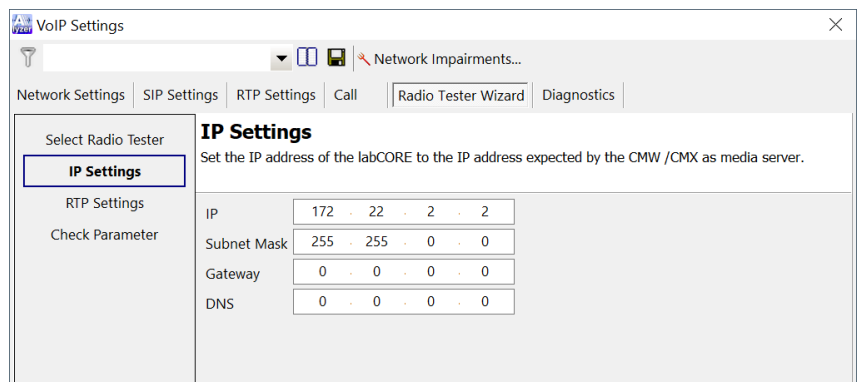 VoIP Settings
Network Impairments...
Network Settings SIP Settings RTP Settings Call Radio Tester Wizard Diagnostics
Select Radio Tester
IP Settings
RTP Settings
Check Parameter
IP Settings
Set the IP address of the labCORE to the IP address expected by the CMW /CMX as media server.
IP 172 . 22 . 2 . 2
Subnet Mask 255 . 255 . 0 . 0
Gateway 0 . 0 . 0 . 0
DNS 0 . 0 . 0 . 0